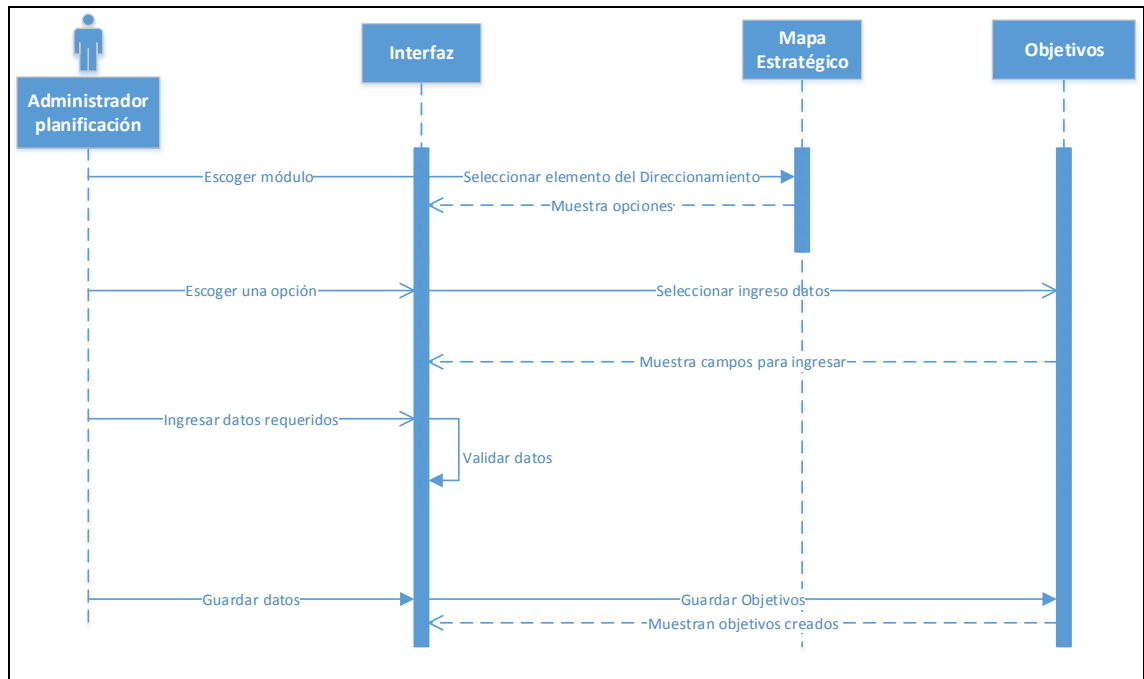 Interfaz
Mapa
Estratégico
Objetivos
Administrador
planificación
Escoger módulo
Seleccionar elemento del Direccionamiento
Muestra opciones
Escoger una opción
Seleccionar ingreso datos
Muestra campos para ingresar
Ingresar datos requeridos
Validar datos
Guardar datos
Guardar Objetivos
Muestran objetivos creados